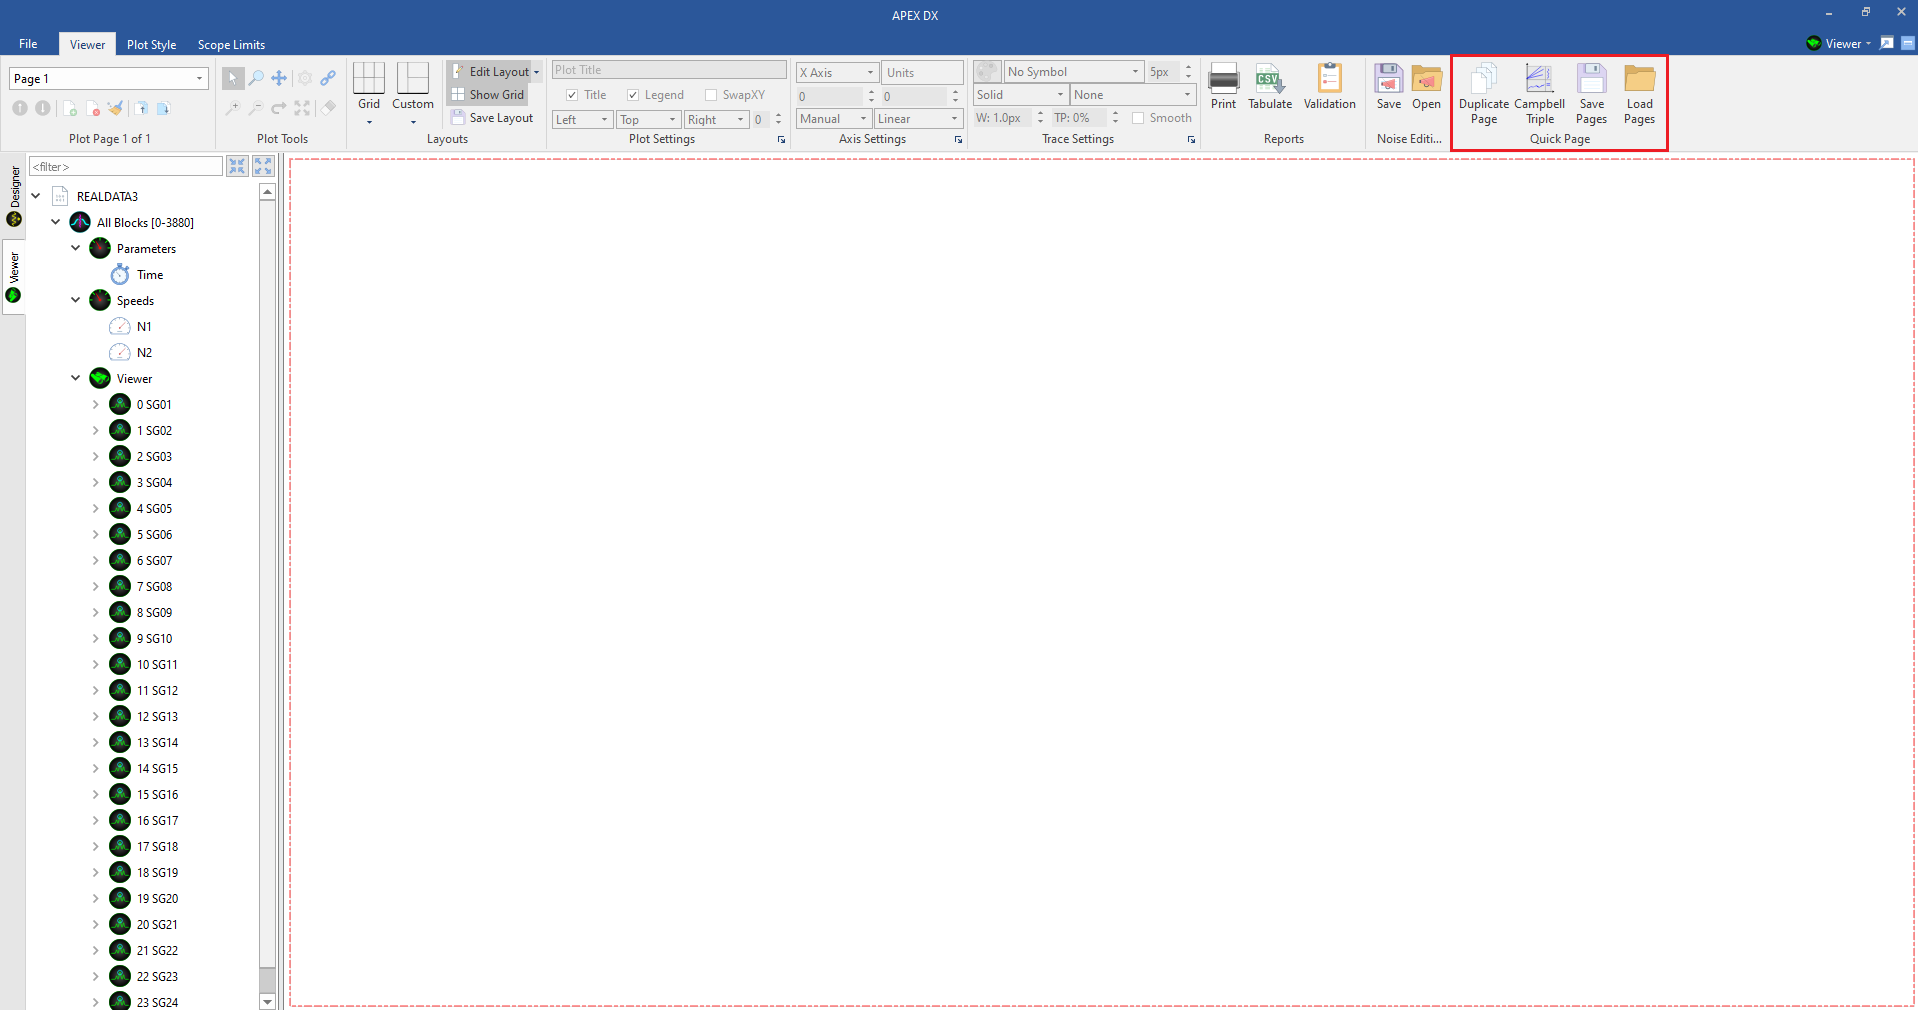 APEX DX
File
Viewer
Plot Style
Scope Limits
Viewer
Page 1
Plot Page 1 of 1
Plot Tools
Grid
Custom
Edit Layout
Show Grid
Save Layout
Layouts
Plot Title
Title
Legend
SwapXY
Left
Top
Right
0
Plot Settings
X Axis
Units
0
0
Manual
Linear
Axis Settings
No Symbol
5px
Solid
None
W: 1.0px
TP: 0%
Smooth
Trace Settings
Print
CSV
Tabulate
Validation
Reports
Save
Open
Noise Editi...
Duplicate
Page
Campbell
Triple
Save
Pages
Load
Pages
Quick Page
Designer
Viewer
<filter>
REALDATA3
All Blocks [0-3880]
Parameters
Time
Speeds
N1
N2
Viewer
0 SG01
1 SG02
2 SG03
3 SG04
4 SG05
5 SG06
6 SG07
7 SG08
8 SG09
9 SG10
10 SG11
11 SG12
12 SG13
13 SG14
14 SG15
15 SG16
16 SG17
17 SG18
18 SG19
19 SG20
20 SG21
21 SG22
22 SG23
23 SG24